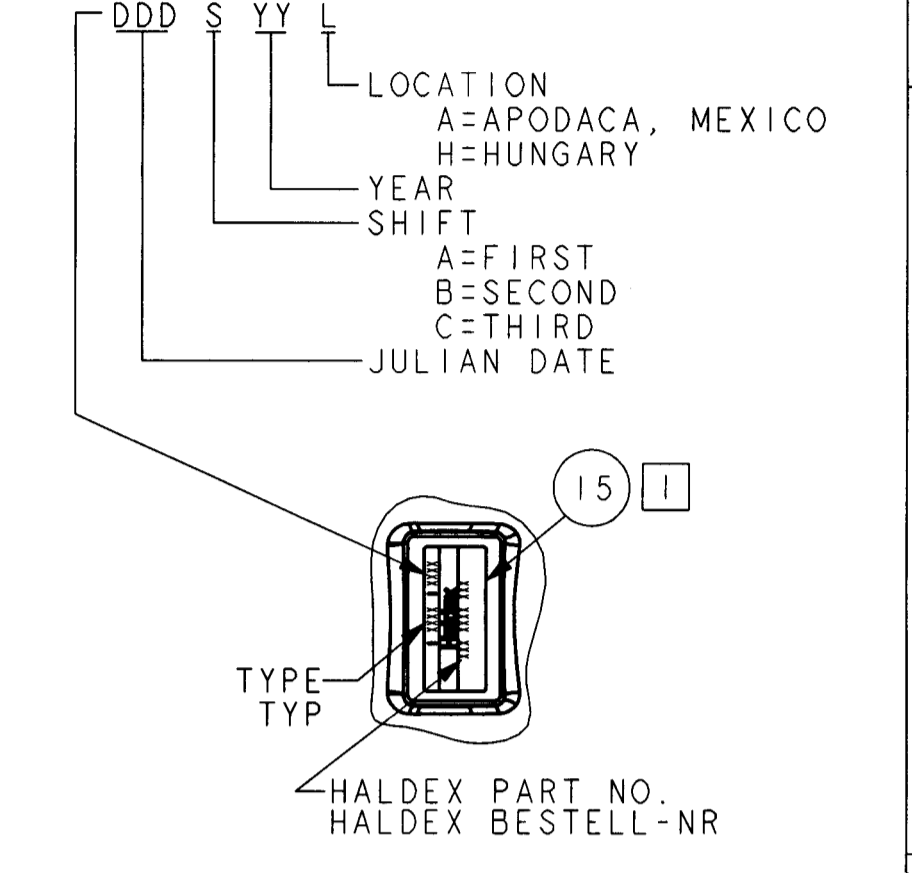 DDD S YY L
LOCATION
A=APODACA, MEXICO
H=HUNGARY
YEAR
SHIFT
A=FIRST
B=SECOND
C=THIRD
JULIAN DATE
15 1
TYPE
TYP
HALDEX PART NO.
HALDEX BESTELL-NR